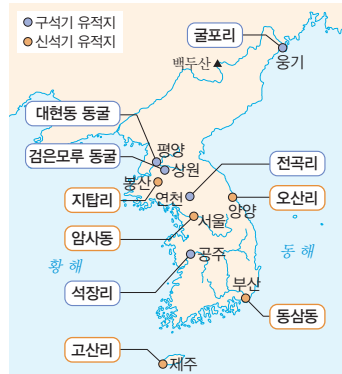 구석기 유적지
신석기 유적지
굴포리
백두산▲
웅기
대현동 동굴
평양
검은모루 동굴
상원
봉산
전곡리
지탑리
연천
오산리
양양
서울
암사동
황해
동해
공주
석장리
부산
동삼동
고산리
제주